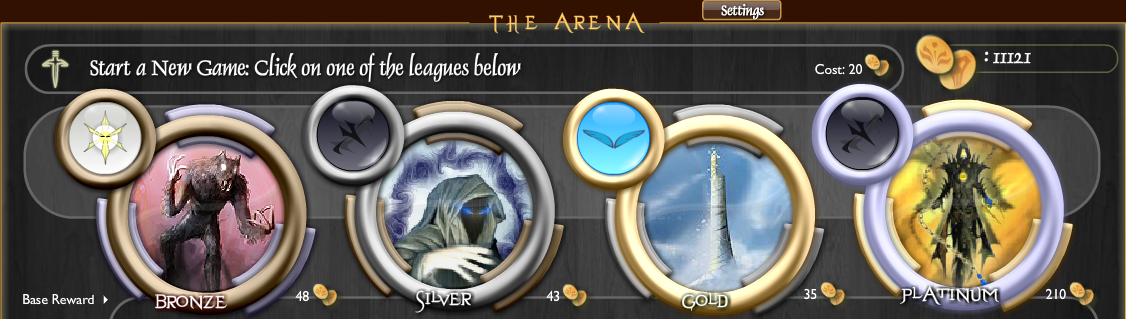 Settings
THE ARENA
Start a New Game: Click on one of the leagues below
Cost: 20
: 11121
Base Reward
BRONZE
48
SILVER
43
GOLD
35
PLATINUM
210